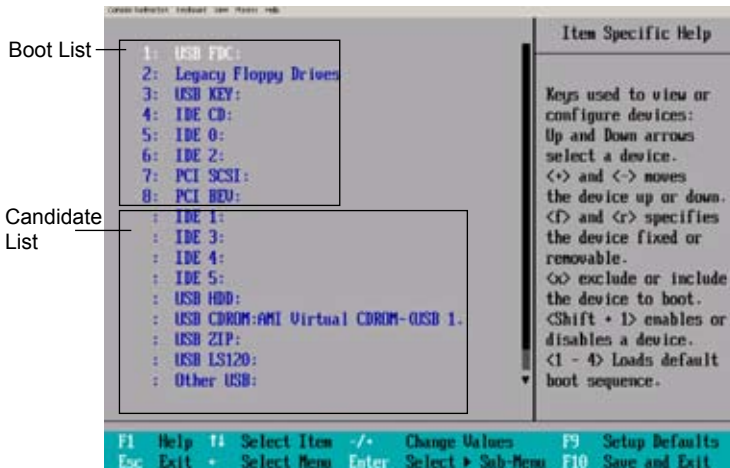 Boot List
1: USB FDC:
2: Legacy Floppy Drives
3: USB KEY:
4: IDE CD:
5: IDE 0:
6: IDE 2:
7: PCI SCSI:
8: PCI BEV:
Candidate
List
: IDE 1:
: IDE 3:
: IDE 4:
: IDE 5:
: USB HDD:
: USB CDROM:AMI Virtual CDROM-(USB 1.
: USB ZIP:
: USB LS120:
: Other USB:
Item Specific Help
Keys used to view or
configure devices:
Up and Down arrows
select a device.
<+> and <-> moves
the device up or down.
<f> and <r> specifies
the device fixed or
removable.
<x> exclude or include
the device to boot.
<Shift + 1> enables or
disables a device.
<1 - 4> Loads default
boot sequence.
F1 Help ↑↓ Select Item -/+ Change Values F9 Setup Defaults
Esc Exit ↔ Select Menu Enter Select ▶ Sub-Menu F10 Save and Exit